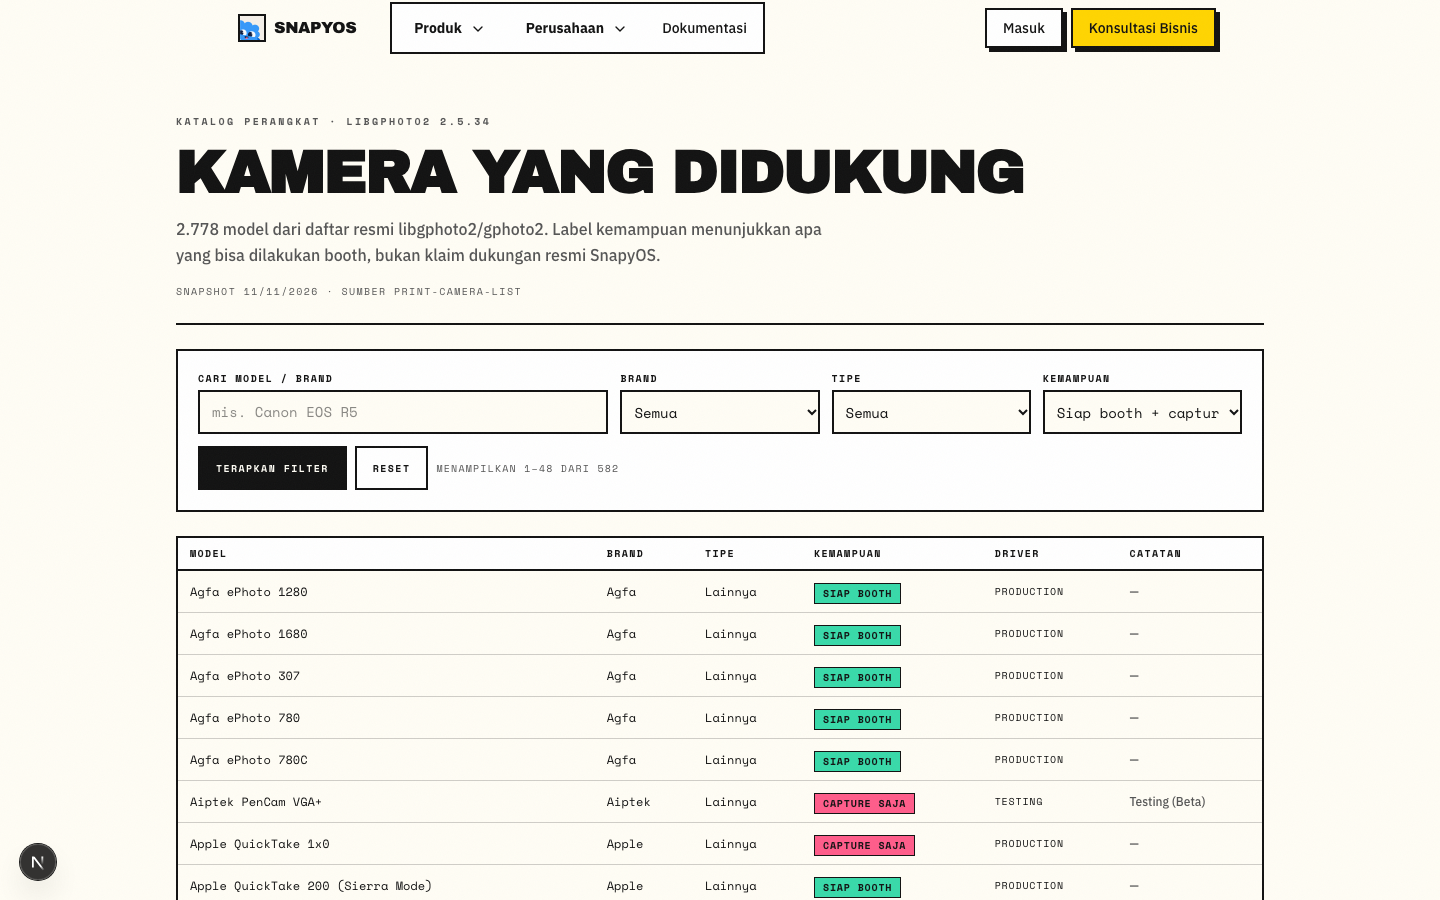 SNAPYOS
Produk Perusahaan Dokumentasi
Masuk Konsultasi Bisnis
KATALOG PERANGKAT · LIBGPHOTO2 2.5.34
KAMERA YANG DIDUKUNG
2.778 model dari daftar resmi libgphoto2/gphoto2. Label kemampuan menunjukkan apa
yang bisa dilakukan booth, bukan klaim dukungan resmi SnapyOS.
SNAPSHOT 11/11/2026 · SUMBER PRINT-CAMERA-LIST
CARI MODEL / BRAND BRAND TIPE KEMAMPUAN
mis. Canon EOS R5 Semua Semua Siap booth + captur
TERAPKAN FILTER RESET MENAMPILKAN 1–48 DARI 582
MODEL BRAND TIPE KEMAMPUAN DRIVER CATATAN
Agfa ePhoto 1280 Agfa Lainnya SIAP BOOTH PRODUCTION —
Agfa ePhoto 1680 Agfa Lainnya SIAP BOOTH PRODUCTION —
Agfa ePhoto 307 Agfa Lainnya SIAP BOOTH PRODUCTION —
Agfa ePhoto 780 Agfa Lainnya SIAP BOOTH PRODUCTION —
Agfa ePhoto 780C Agfa Lainnya SIAP BOOTH PRODUCTION —
Aiptek PenCam VGA+ Aiptek Lainnya CAPTURE SAJA TESTING Testing (Beta)
Apple QuickTake 1x0 Apple Lainnya CAPTURE SAJA PRODUCTION —
Apple QuickTake 200 (Sierra Mode) Apple Lainnya SIAP BOOTH PRODUCTION —
N